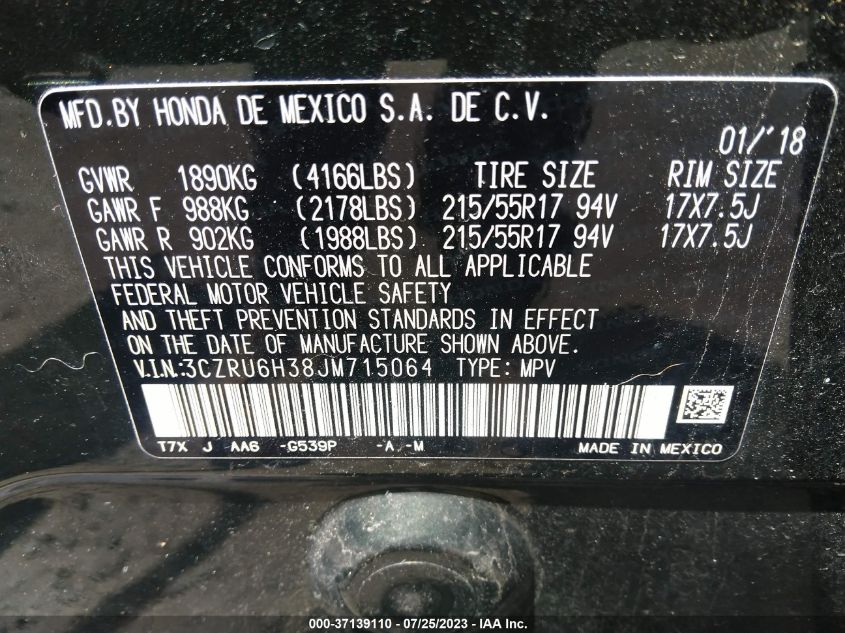 MFD.BY HONDA DE MEXICO S.A. DE C.V.
01/'18
GVWR 1890KG (4166LBS) TIRE SIZE RIM SIZE
GAWR F 988KG (2178LBS) 215/55R17 94V 17X7.5J
GAWR R 902KG (1988LBS) 215/55R17 94V 17X7.5J
THIS VEHICLE CONFORMS TO ALL APPLICABLE
FEDERAL MOTOR VEHICLE SAFETY
AND THEFT PREVENTION STANDARDS IN EFFECT
ON THE DATE OF MANUFACTURE SHOWN ABOVE.
V.I.N.:3CZRU6H38JM715064 TYPE: MPV
T7X J AA6 -G539P -A -M MADE IN MEXICO
000-37139110 - 07/25/2023 - IAA, Inc.